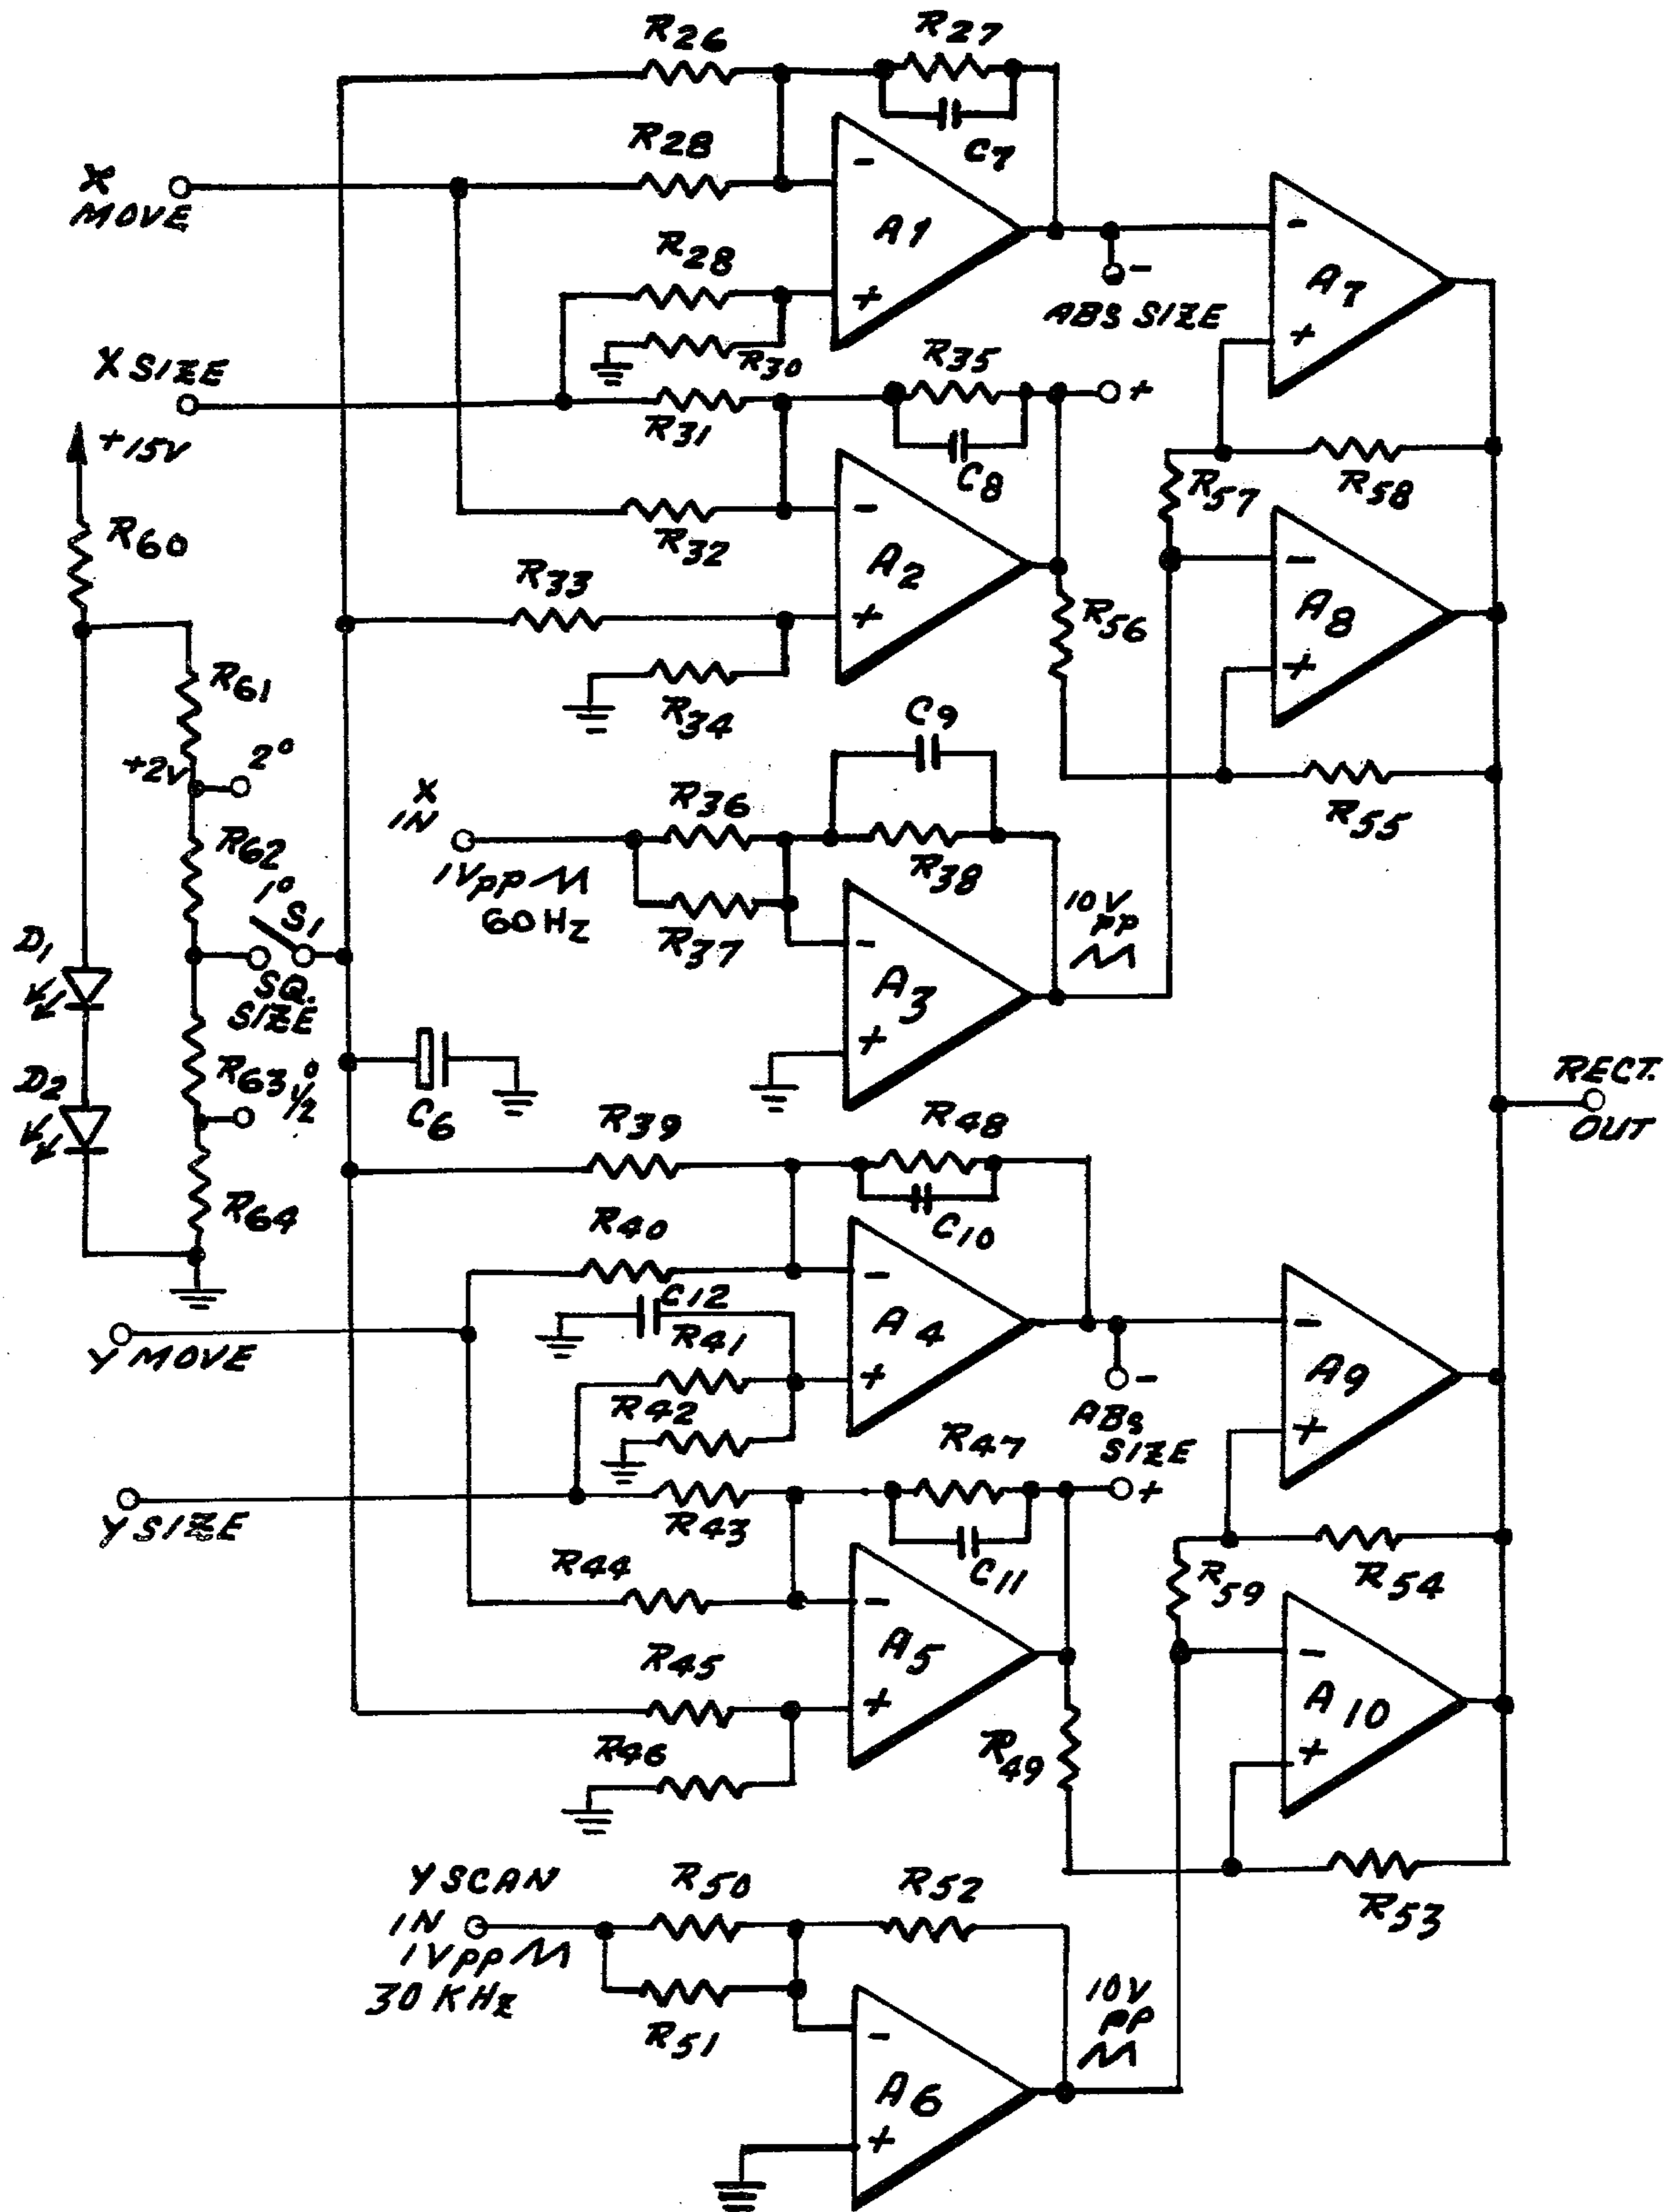 R26
R27
C7
R28
X
MOVE
-
A1
+
R28
R30
-
ABS SIZE
-
A7
+
X SIZE
R31
R35
+
C8
+15V
R60
R32
R33
-
A2
+
R34
R56
R57
R58
-
A8
+
R55
R61
+2V
2°
R62
1°
S1
SQ.
SIZE
R63
½°
R64
D1
D2
C6
X
IN
1VPP
60 Hz
R36
R37
C9
R38
-
A3
+
10V
PP
RECT.
OUT
R39
R48
C10
R40
C12
R41
R42
-
A4
+
-
ABS
SIZE
-
A9
+
Y MOVE
Y SIZE
R43
R47
+
C11
R44
R45
R46
-
A5
+
R49
R59
R54
-
A10
+
R53
Y SCAN
IN
1VPP
30 KHz
R50
R51
R52
-
A6
+
10V
PP